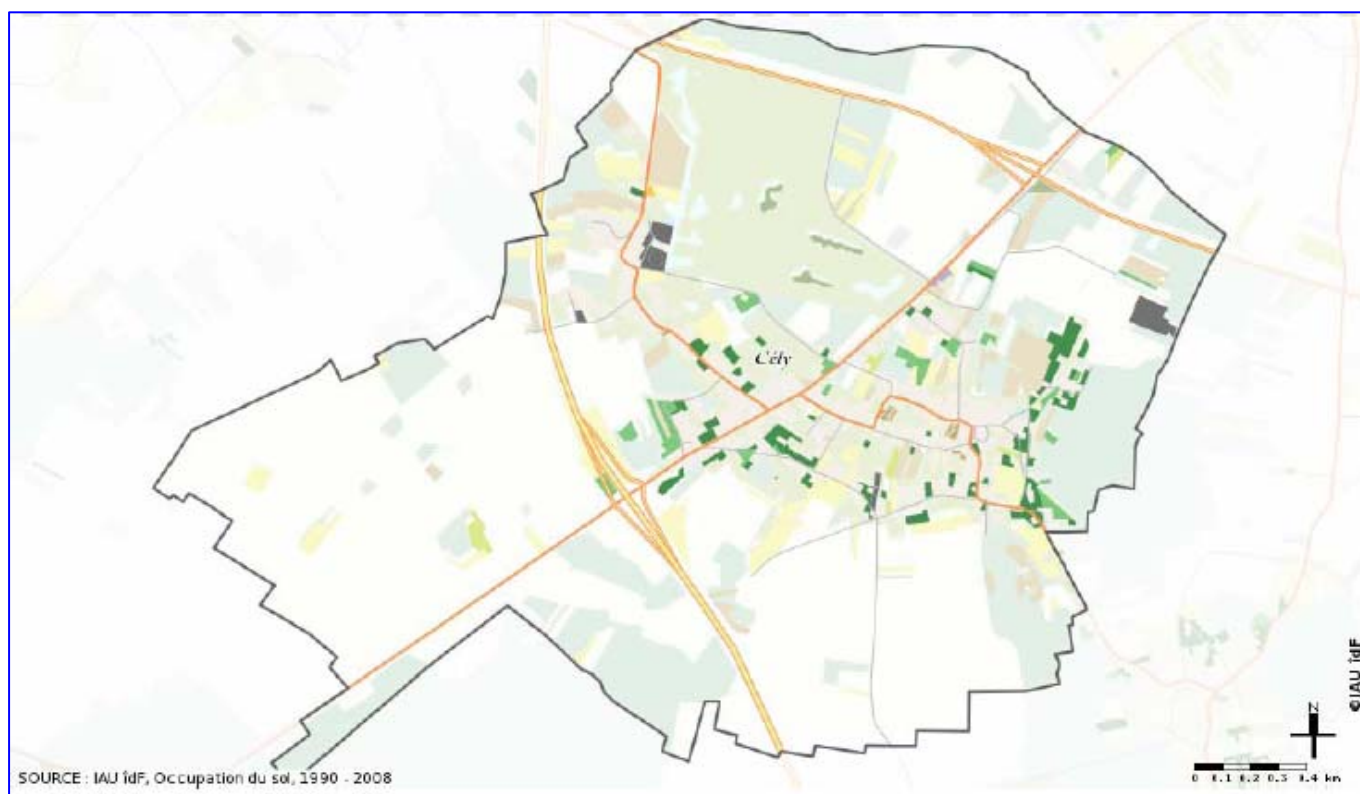 Cély
©IAU îdF
N
SOURCE : IAU îdF, Occupation du sol, 1990 - 2008
0 0.1 0.2 0.3 0.4 km